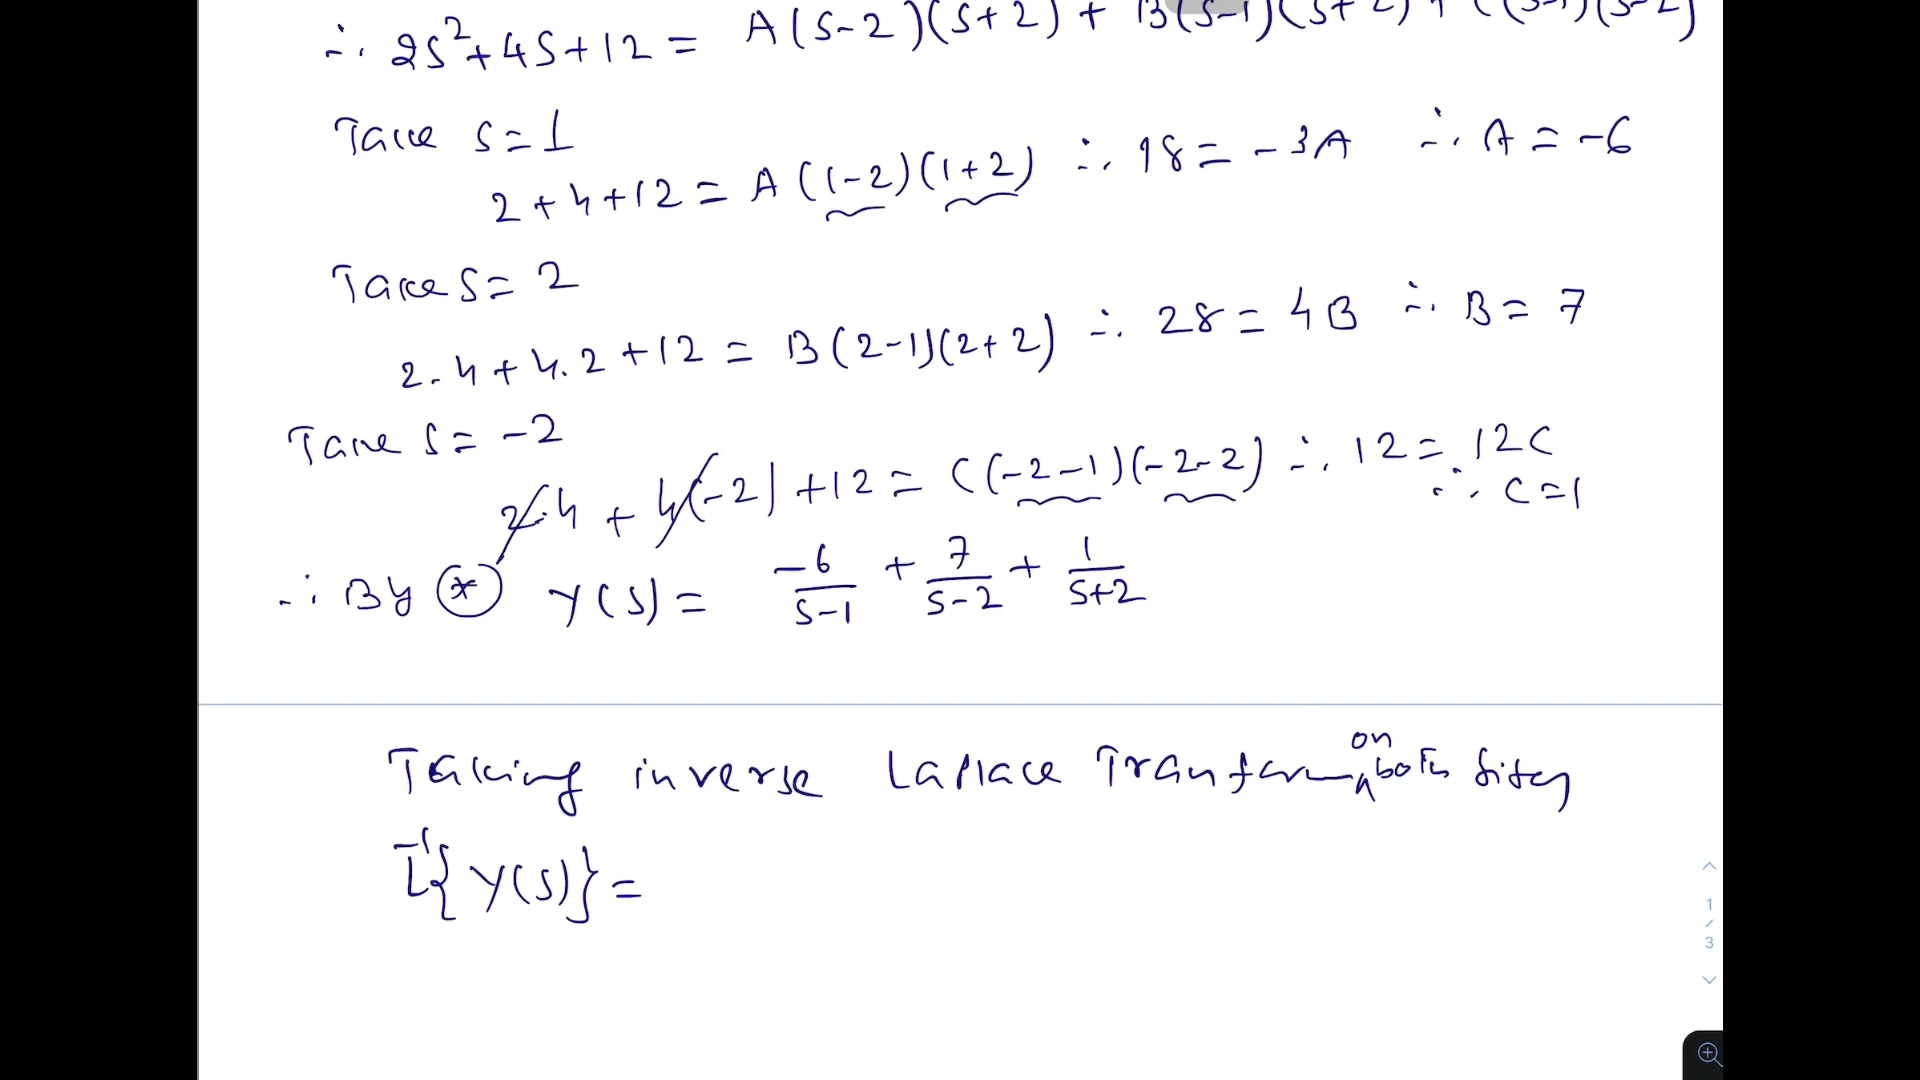 ∴ 2s²+4s+12 = A(s-2)(s+2) + B(s-1)(s+2) + C(s-1)(s-2)
Take s=1
2+4+12 = A(1-2)(1+2) ∴ 18 = -3A ∴ A = -6
Take s=2
2.4+4.2+12 = B(2-1)(2+2) ∴ 28 = 4B ∴ B = 7
Take s=-2
2.4+4(-2)+12 = C(-2-1)(-2-2) ∴ 12 = 12C
∴ C=1
∴ By * Y(s) = -6/s-1 + 7/s-2 + 1/s+2
Taking inverse Laplace Tranform on both sides
L⁻¹{Y(s)} =
1
/
3